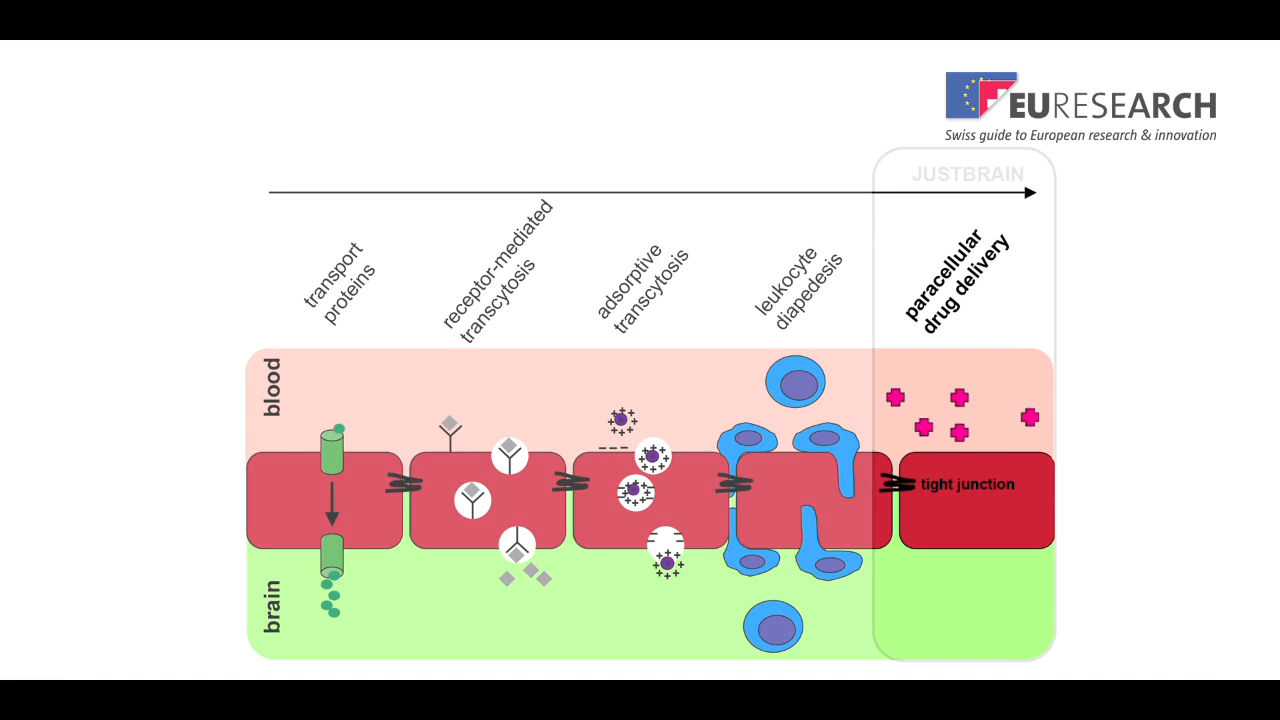 EURESEARCH
Swiss guide to European research & innovation
JUSTBRAIN
transport
proteins
receptor-mediated
transcytosis
adsorptive
transcytosis
leukocyte
diapedesis
paracellular
drug delivery
blood
tight junction
brain